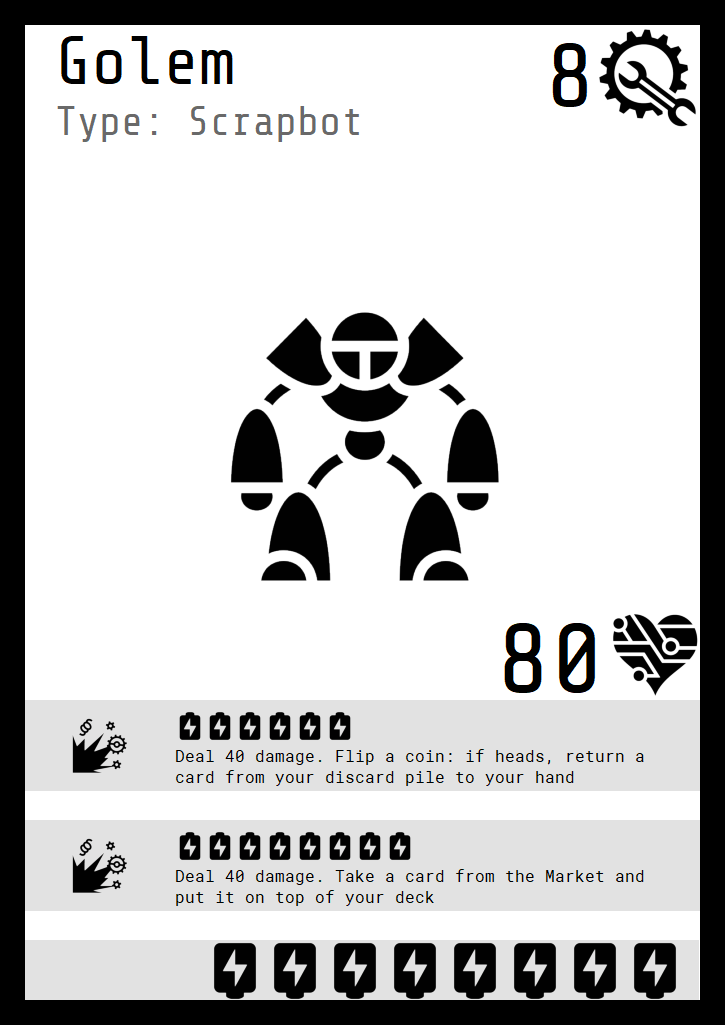 Golem
8
Type: Scrapbot
80
Deal 40 damage. Flip a coin: if heads, return a
card from your discard pile to your hand
Deal 40 damage. Take a card from the Market and
put it on top of your deck